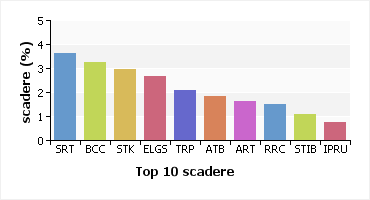 5
4
3
2
1
0
scadere (%)
SRT BCC STK ELGS TRP ATB ART RRC STIB IPRU
Top 10 scadere